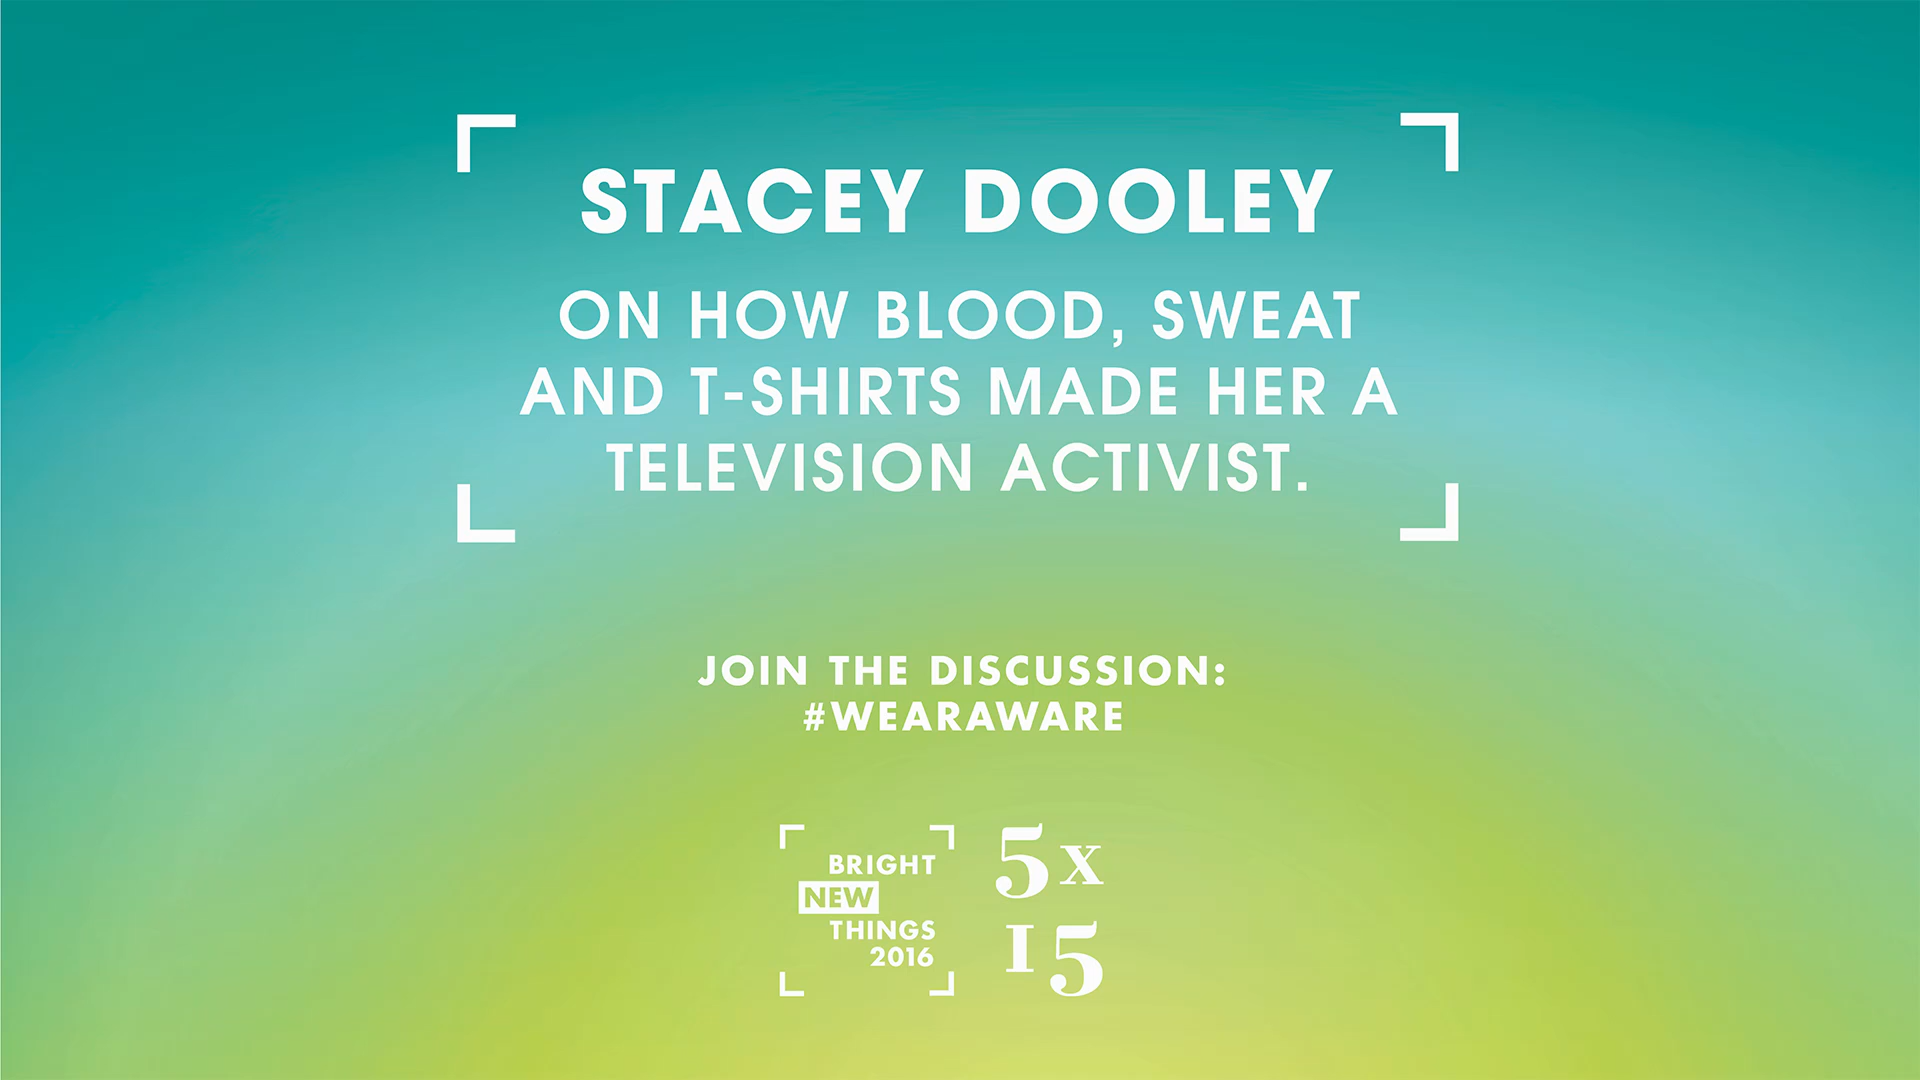 STACEY DOOLEY
ON HOW BLOOD, SWEAT
AND T-SHIRTS MADE HER A
TELEVISION ACTIVIST.
JOIN THE DISCUSSION:
#WEARAWARE
BRIGHT
NEW
THINGS
2016
5x
15